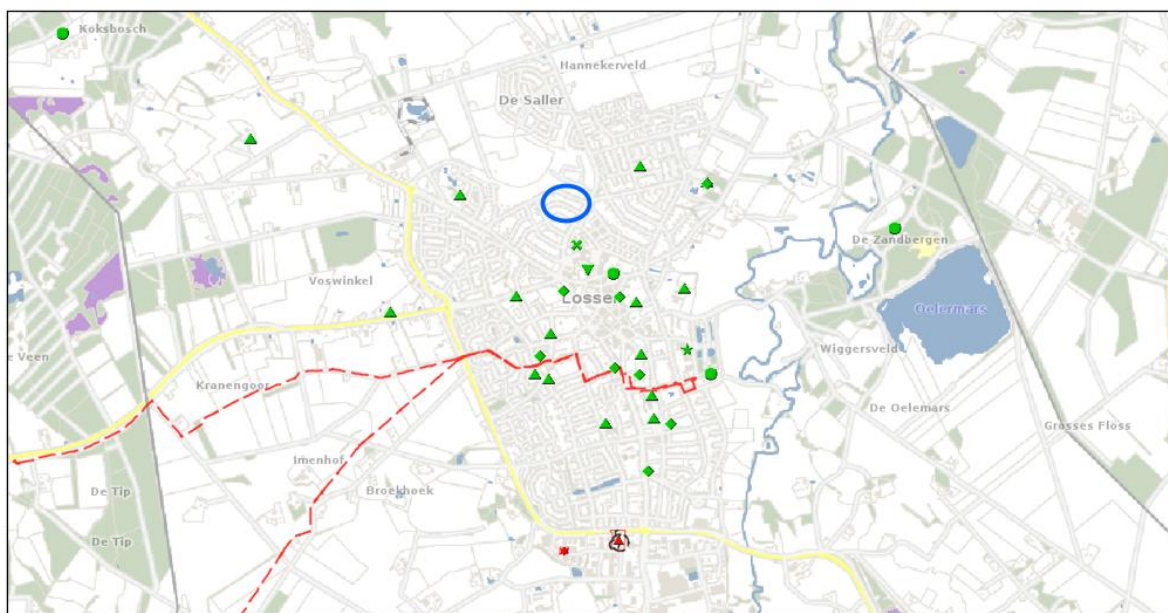 Koksbosch
Hannekerveld
De Saller
De Zandbergen
Voswinkel
Losser
Oelermars
Wiggersveld
e Veen
Kranengoor
De Oelemars
Grosses Floss
Imenhof
De Tip
Broekhoek
De Tip